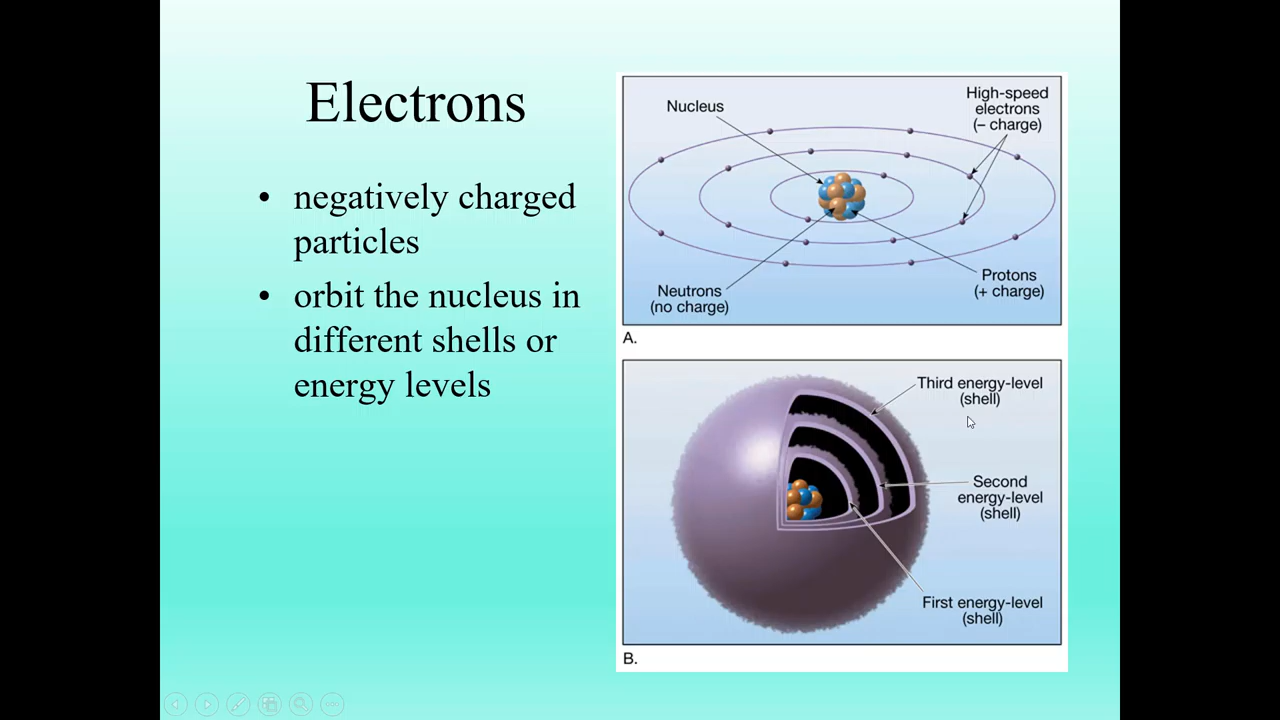 Electrons
• negatively charged
particles
• orbit the nucleus in
different shells or
energy levels
Nucleus
High-speed
electrons
(– charge)
Neutrons
(no charge)
Protons
(+ charge)
A.
Third energy-level
(shell)
Second
energy-level
(shell)
First energy-level
(shell)
B.